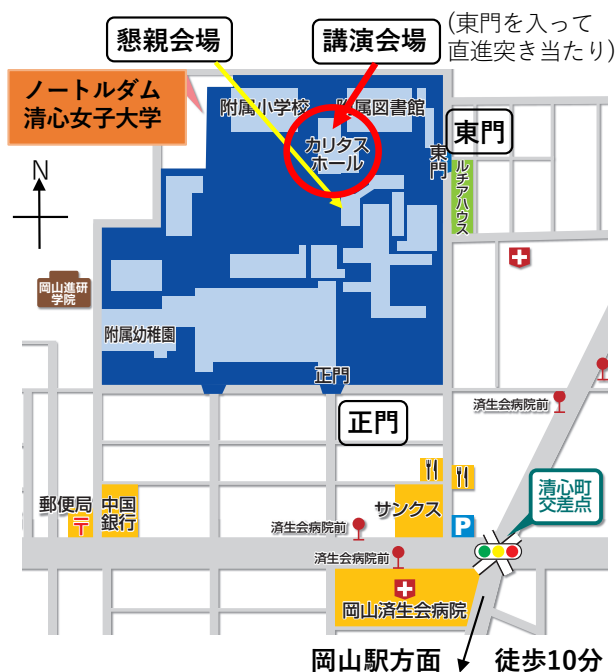 懇親会場
講演会場
(東門を入って
直進突き当たり)
ノートルダム
清心女子大学
附属小学校
附属図書館
カリタス
ホール
東門
東門
ルチアハウス
N
岡山進研
学院
附属幼稚園
正門
正門
済生会病院前
清心町
交差点
郵便局
〒
中国
銀行
サンクス
P
済生会病院前
済生会病院前
岡山済生会病院
岡山駅方面
徒歩10分